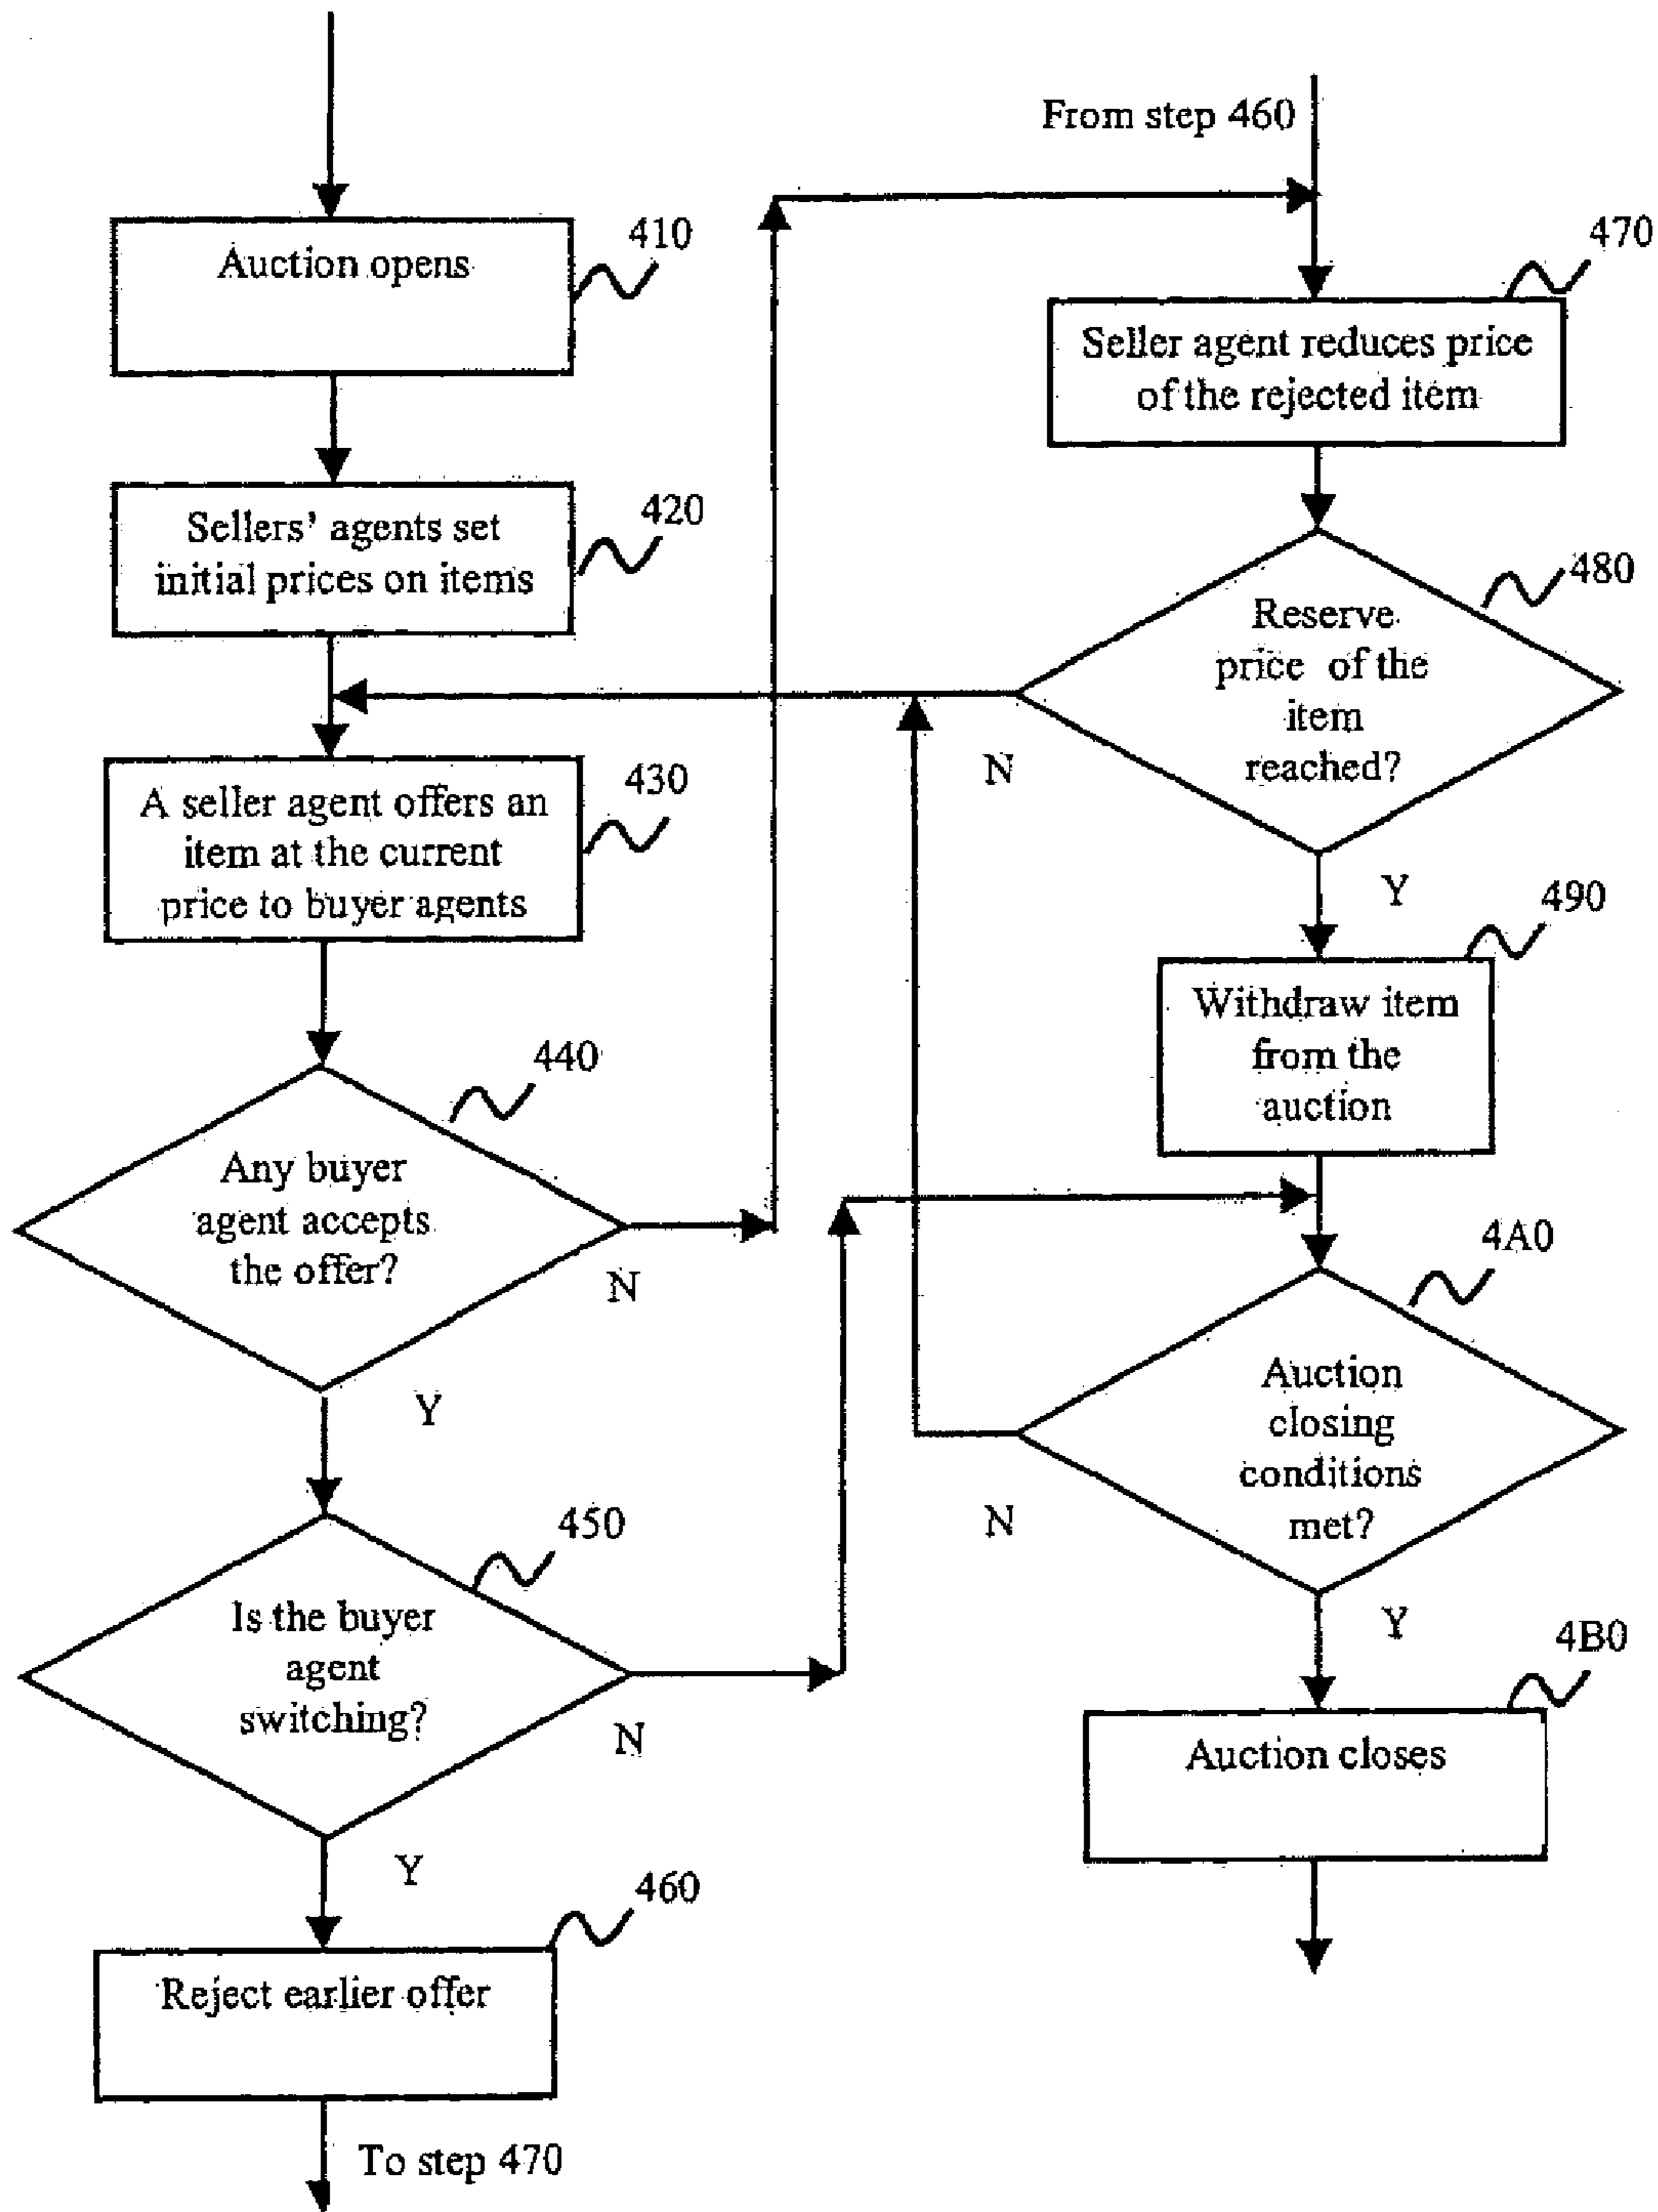 Auction opens
410
Sellers' agents set
initial prices on items
420
A seller agent offers an
item at the current
price to buyer agents
430
Any buyer
agent accepts
the offer?
440
N
Y
Is the buyer
agent
switching?
450
N
Y
Reject earlier offer
460
To step 470
From step 460
Seller agent reduces price
of the rejected item
470
Reserve
price of the
item
reached?
480
N
Y
Withdraw item
from the
auction
490
Auction
closing
conditions
met?
4A0
N
Y
Auction closes
4B0